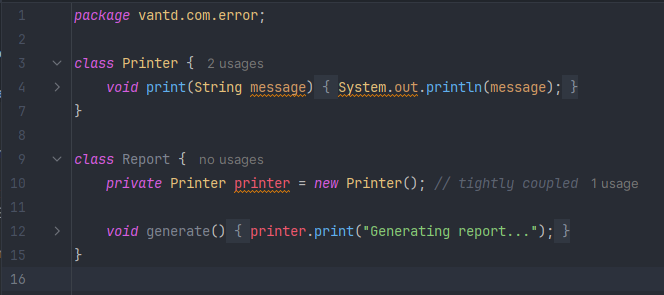 1 package vantd.com.error;
2
3 class Printer { 2 usages
4 void print(String message) { System.out.println(message); }
7 }
8
9 class Report { no usages
10 private Printer printer = new Printer(); // tightly coupled 1 usage
11
12 void generate() { printer.print("Generating report..."); }
15 }
16